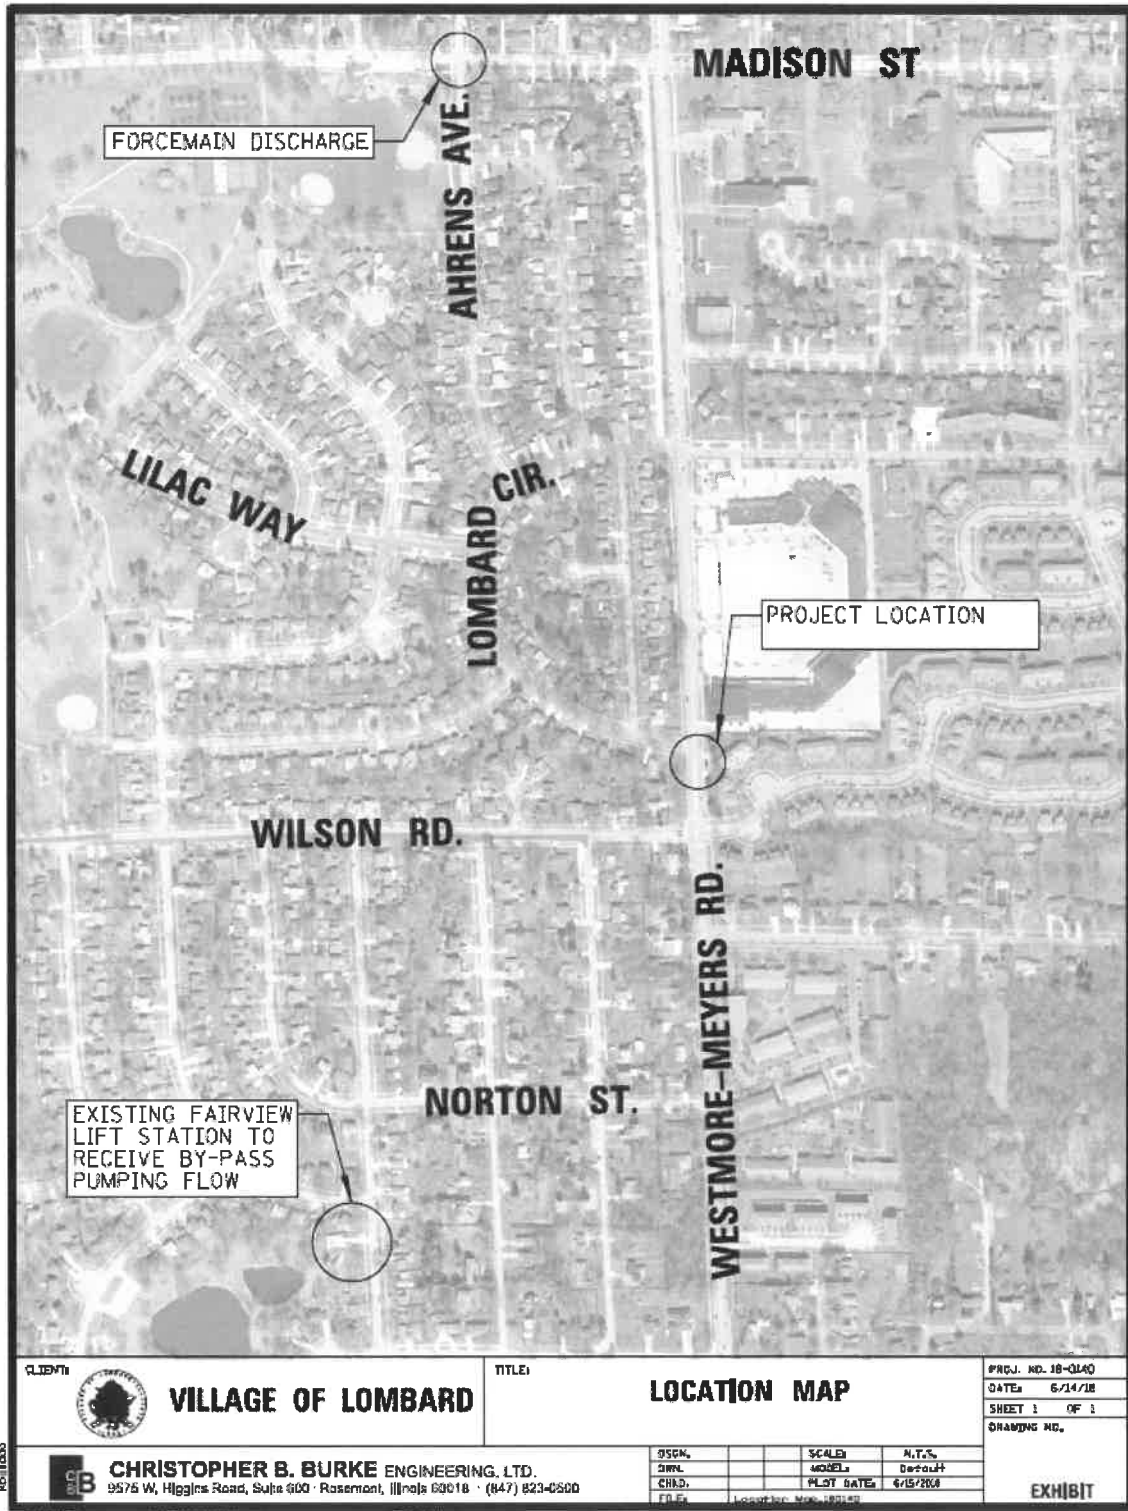 MADISON ST
FORCEMAIN DISCHARGE
AHRENS AVE.
LILAC WAY
LOMBARD CIR.
PROJECT LOCATION
WILSON RD.
WESTMORE-MEYERS RD.
NORTON ST.
EXISTING FAIRVIEW
LIFT STATION TO
RECEIVE BY-PASS
PUMPING FLOW
CLIENT:
VILLAGE OF LOMBARD
TITLE:
LOCATION MAP
PROJ. NO. 18-0140
DATE: 6/14/18
SHEET 1 OF 1
DRAWING NO.
EXHIBIT
CHRISTOPHER B. BURKE ENGINEERING, LTD.
9575 W. Higgins Road, Suite 600 · Rosemont, Illinois 60018 · (847) 823-0500
DSGN.
DWN.
CHKD.
FILE:
SCALE: N.T.S.
MODEL: Default
PLOT DATE: 6/15/2018